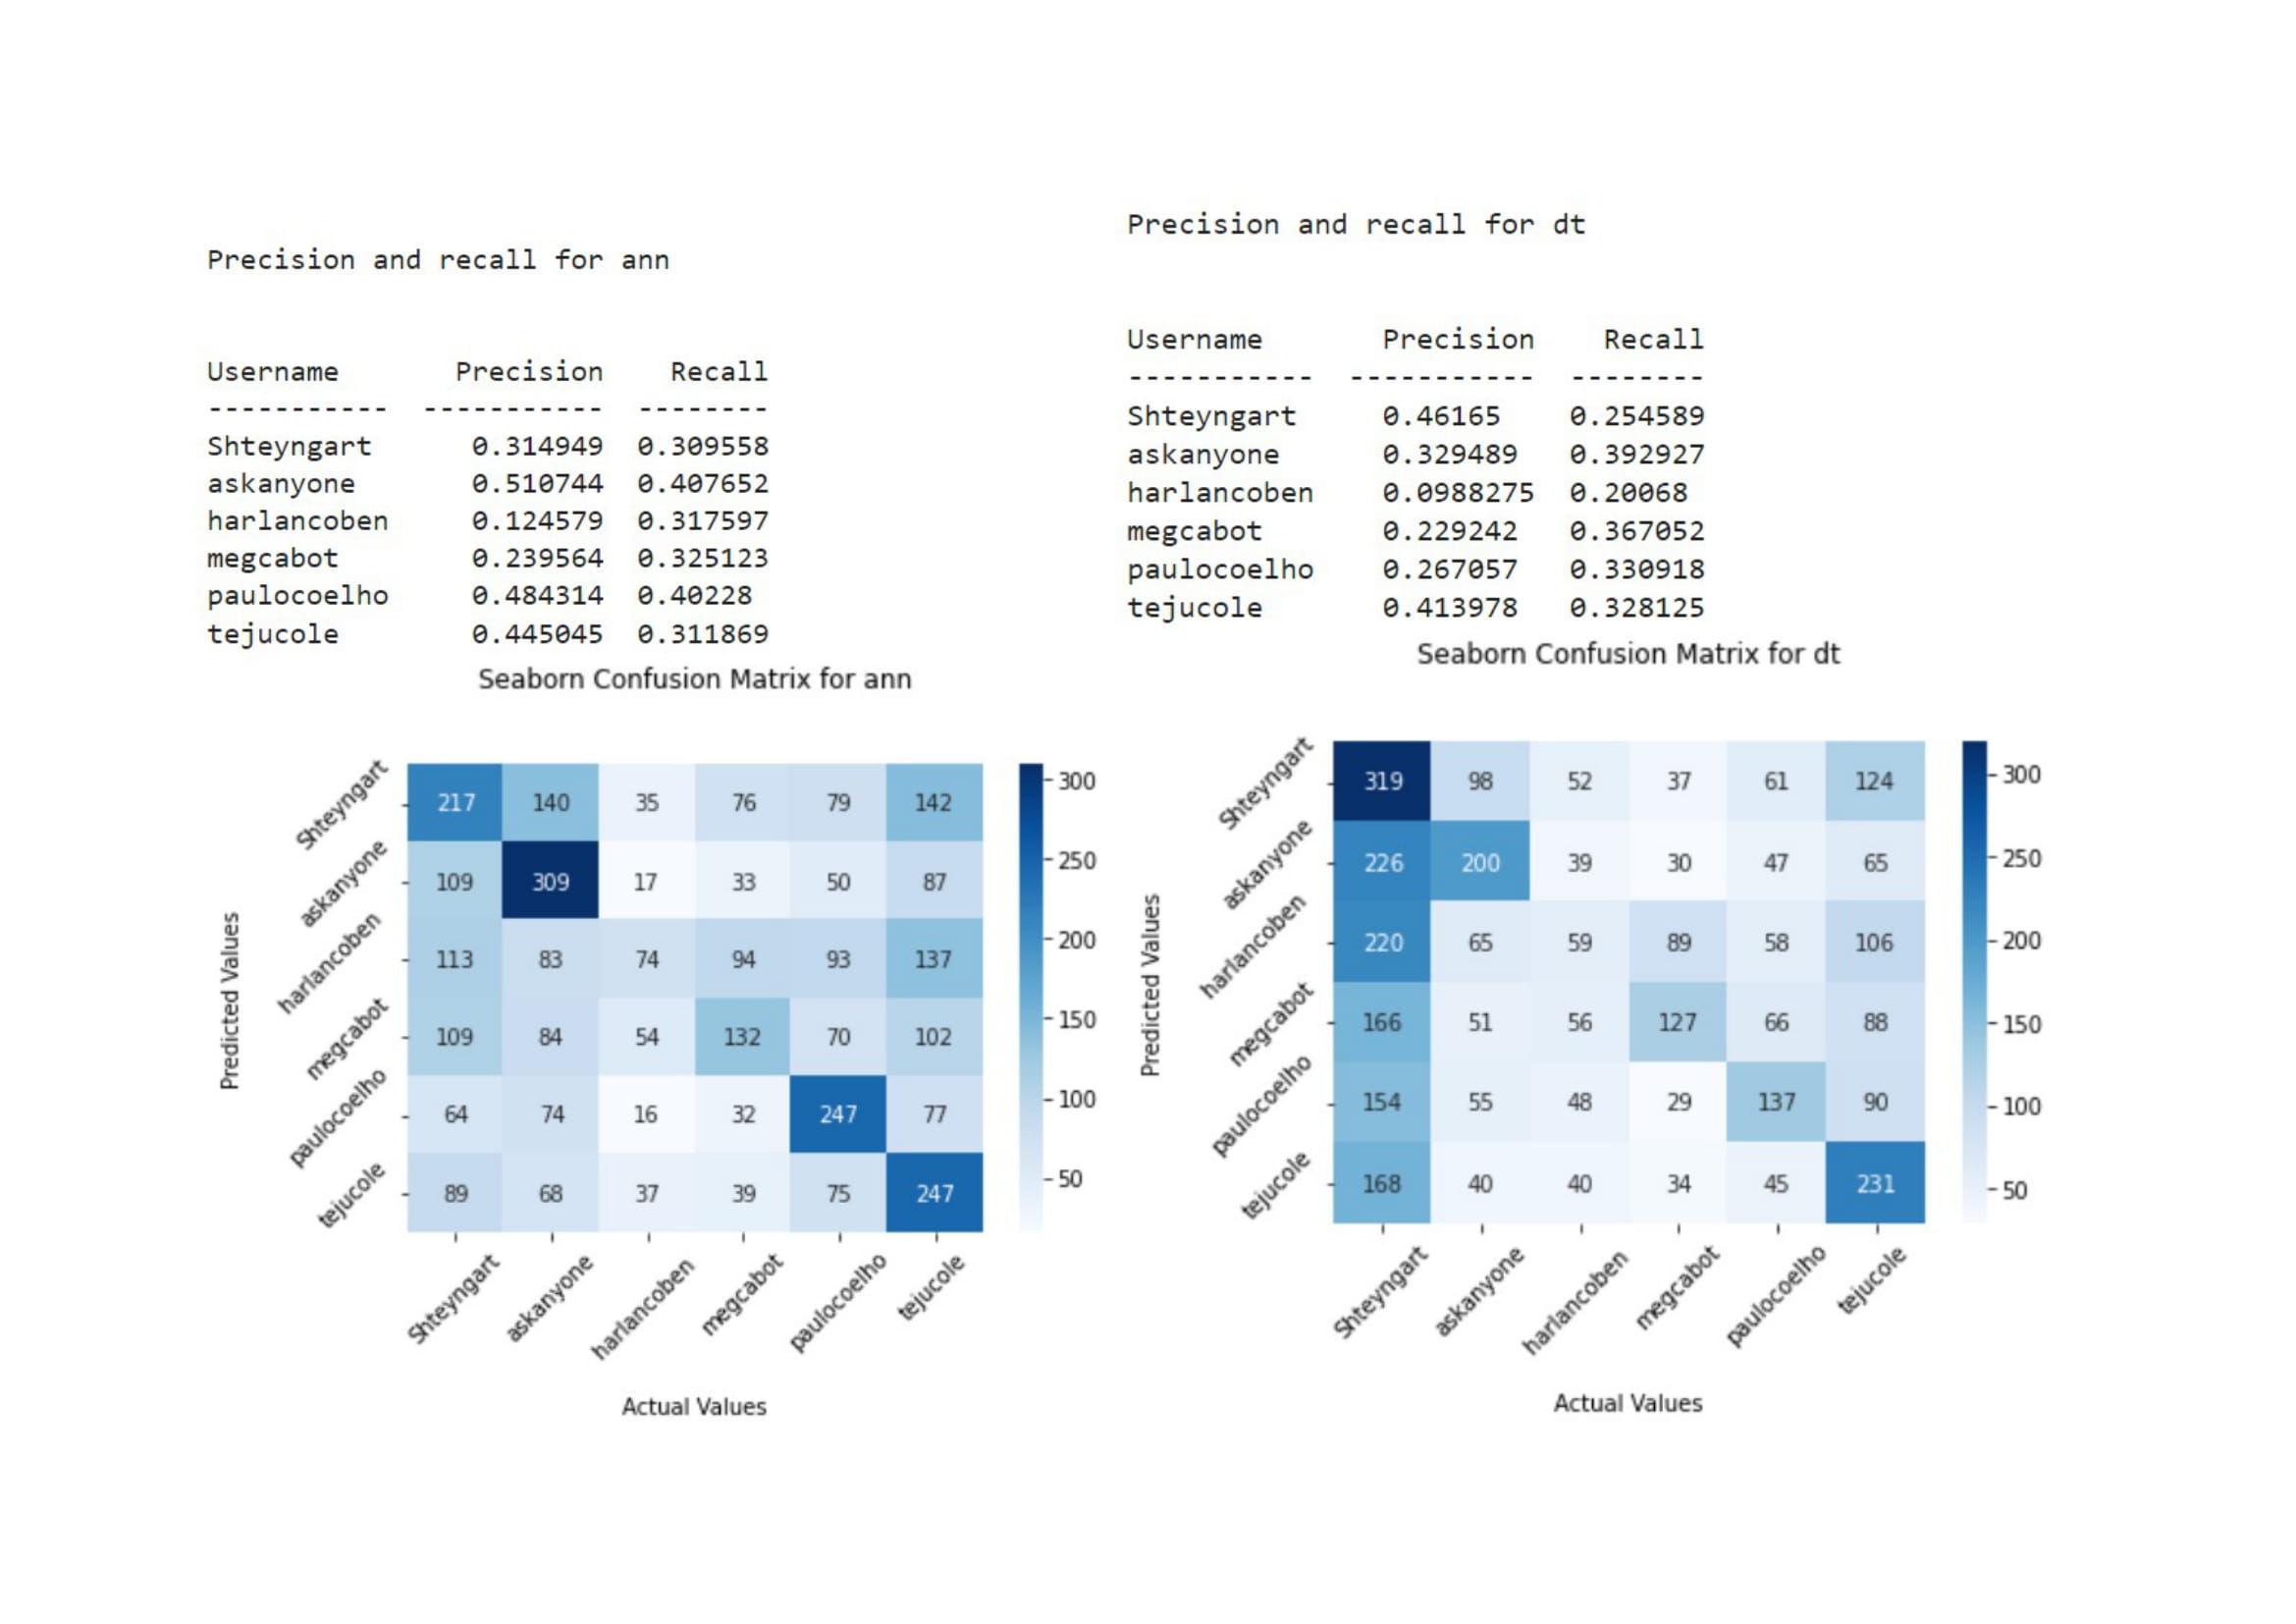 Precision and recall for ann
Username Precision Recall
----------- ----------- --------
Shteyngart 0.314949 0.309558
askanyone 0.510744 0.407652
harlancoben 0.124579 0.317597
megcabot 0.239564 0.325123
paulocoelho 0.484314 0.40228
tejucole 0.445045 0.311869
Seaborn Confusion Matrix for ann
Predicted Values
Shteyngart 217 140 35 76 79 142
askanyone 109 309 17 33 50 87
harlancoben 113 83 74 94 93 137
megcabot 109 84 54 132 70 102
paulocoelho 64 74 16 32 247 77
tejucole 89 68 37 39 75 247
Shteyngart askanyone harlancoben megcabot paulocoelho tejucole
Actual Values
300
250
200
150
100
50
Precision and recall for dt
Username Precision Recall
----------- ----------- --------
Shteyngart 0.46165 0.254589
askanyone 0.329489 0.392927
harlancoben 0.0988275 0.20068
megcabot 0.229242 0.367052
paulocoelho 0.267057 0.330918
tejucole 0.413978 0.328125
Seaborn Confusion Matrix for dt
Predicted Values
Shteyngart 319 98 52 37 61 124
askanyone 226 200 39 30 47 65
harlancoben 220 65 59 89 58 106
megcabot 166 51 56 127 66 88
paulocoelho 154 55 48 29 137 90
tejucole 168 40 40 34 45 231
Shteyngart askanyone harlancoben megcabot paulocoelho tejucole
Actual Values
300
250
200
150
100
50